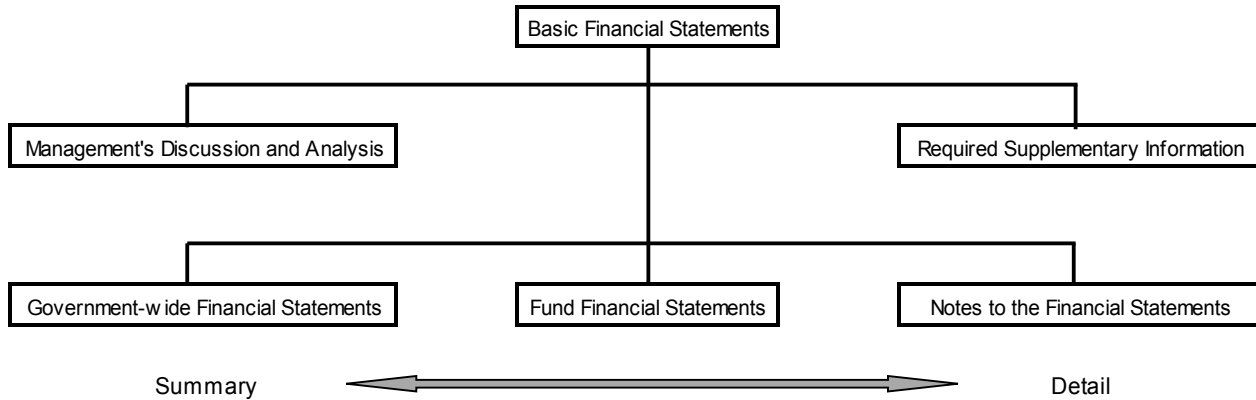 Basic Financial Statements
Management's Discussion and Analysis
Required Supplementary Information
Government-wide Financial Statements
Fund Financial Statements
Notes to the Financial Statements
Summary
Detail